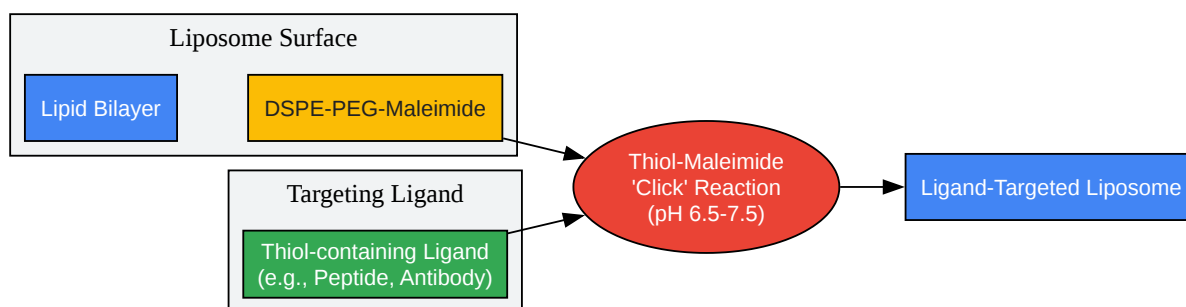 Liposome Surface
Lipid Bilayer
DSPE-PEG-Maleimide
Targeting Ligand
Thiol-containing Ligand
(e.g., Peptide, Antibody)
Thiol-Maleimide
'Click' Reaction
(pH 6.5-7.5)
Ligand-Targeted Liposome